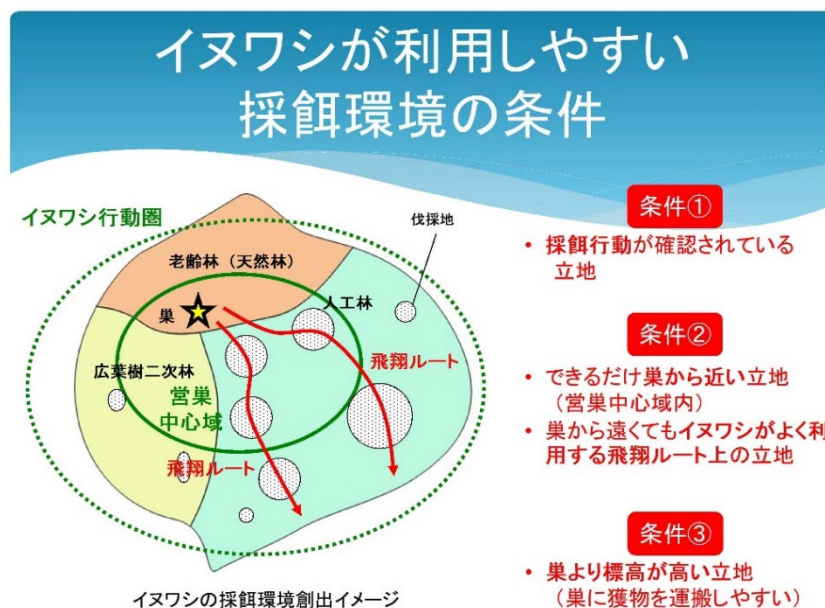 イヌワシが利用しやすい
採餌環境の条件
イヌワシ行動圏
伐採地
老齢林（天然林）
巣
人工林
広葉樹二次林
営巣
中心域
飛翔ルート
飛翔ルート
イヌワシの採餌環境創出イメージ
条件①
• 採餌行動が確認されている
立地
条件②
• できるだけ巣から近い立地
（営巣中心域内）
• 巣から遠くてもイヌワシがよく利
用する飛翔ルート上の立地
条件③
• 巣より標高が高い立地
（巣に獲物を運搬しやすい）